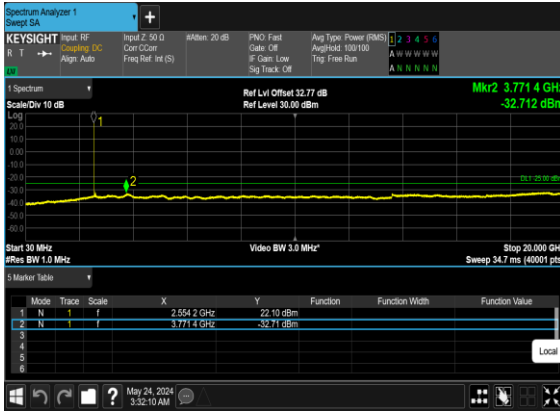 Spectrum Analyzer 1
Swept SA
+
KEYSIGHT Input: RF Input Z: 50 Ω #Atten: 20 dB PNO: Fast Avg Type: Power (RMS) 1 2 3 4 5 6
R T Coupling: DC Corr CCorr Gate: Off Avg|Hold: 100/100 A W W W W W
Align: Auto Freq Ref: Int (S) IF Gain: Low Trig: Free Run
Sig Track: Off A N N N N N
1 Spectrum Ref Lvl Offset 32.77 dB Mkr2 3.771 4 GHz
Scale/Div 10 dB Ref Level 30.00 dBm -32.712 dBm
Log
20.0
10.0
0.00
-10.0
-20.0
-30.0
-40.0
-50.0
-60.0
1
2
Start 30 MHz Video BW 3.0 MHz* Stop 20.000 GHz
#Res BW 1.0 MHz Sweep 34.7 ms (40001 pts
5 Marker Table
Mode Trace Scale X Y Function Function Width Function Value
1 N 1 f 2.554 2 GHz 22.10 dBm
2 N 1 f 3.771 4 GHz -32.71 dBm
3
4
5
6
Local
? May 24, 2024
3:32:10 AM